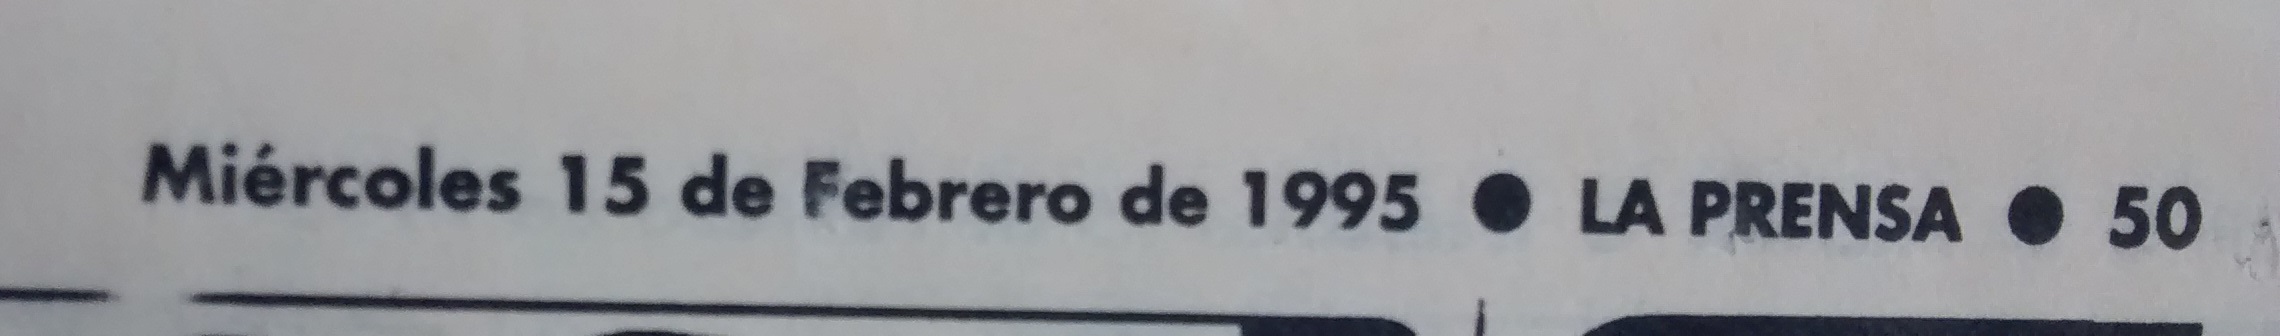 Miércoles 15 de Febrero de 1995 ● LA PRENSA ● 50